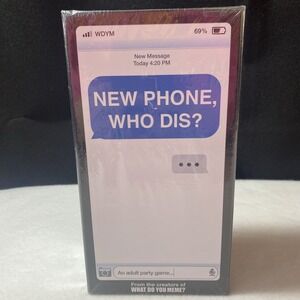 WDYM 69%
New Message
Today 4:20 PM
NEW PHONE,
WHO DIS?
An adult party game...
From the creators of
WHAT DO YOU MEME?